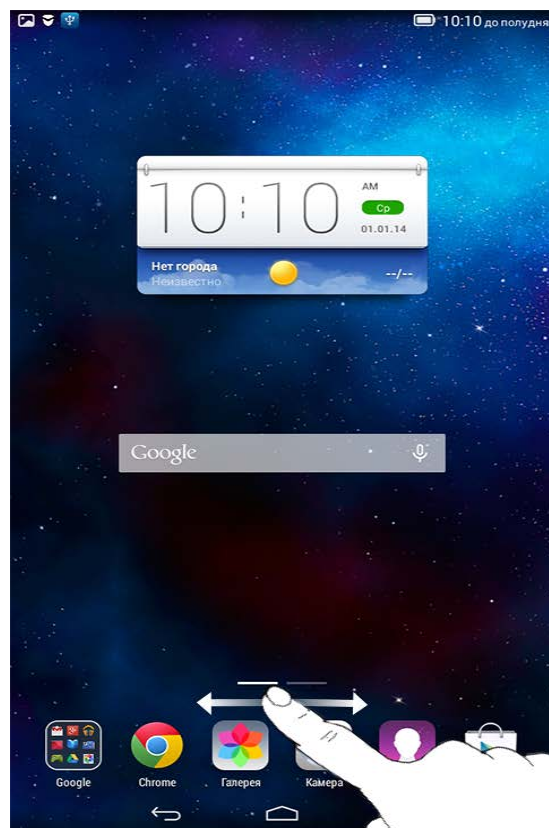 10:10 до полудня
10:10
AM
Ср
01.01.14
Нет города
Неизвестно
--/--
Google
Google
Chrome
Галерея
Камера